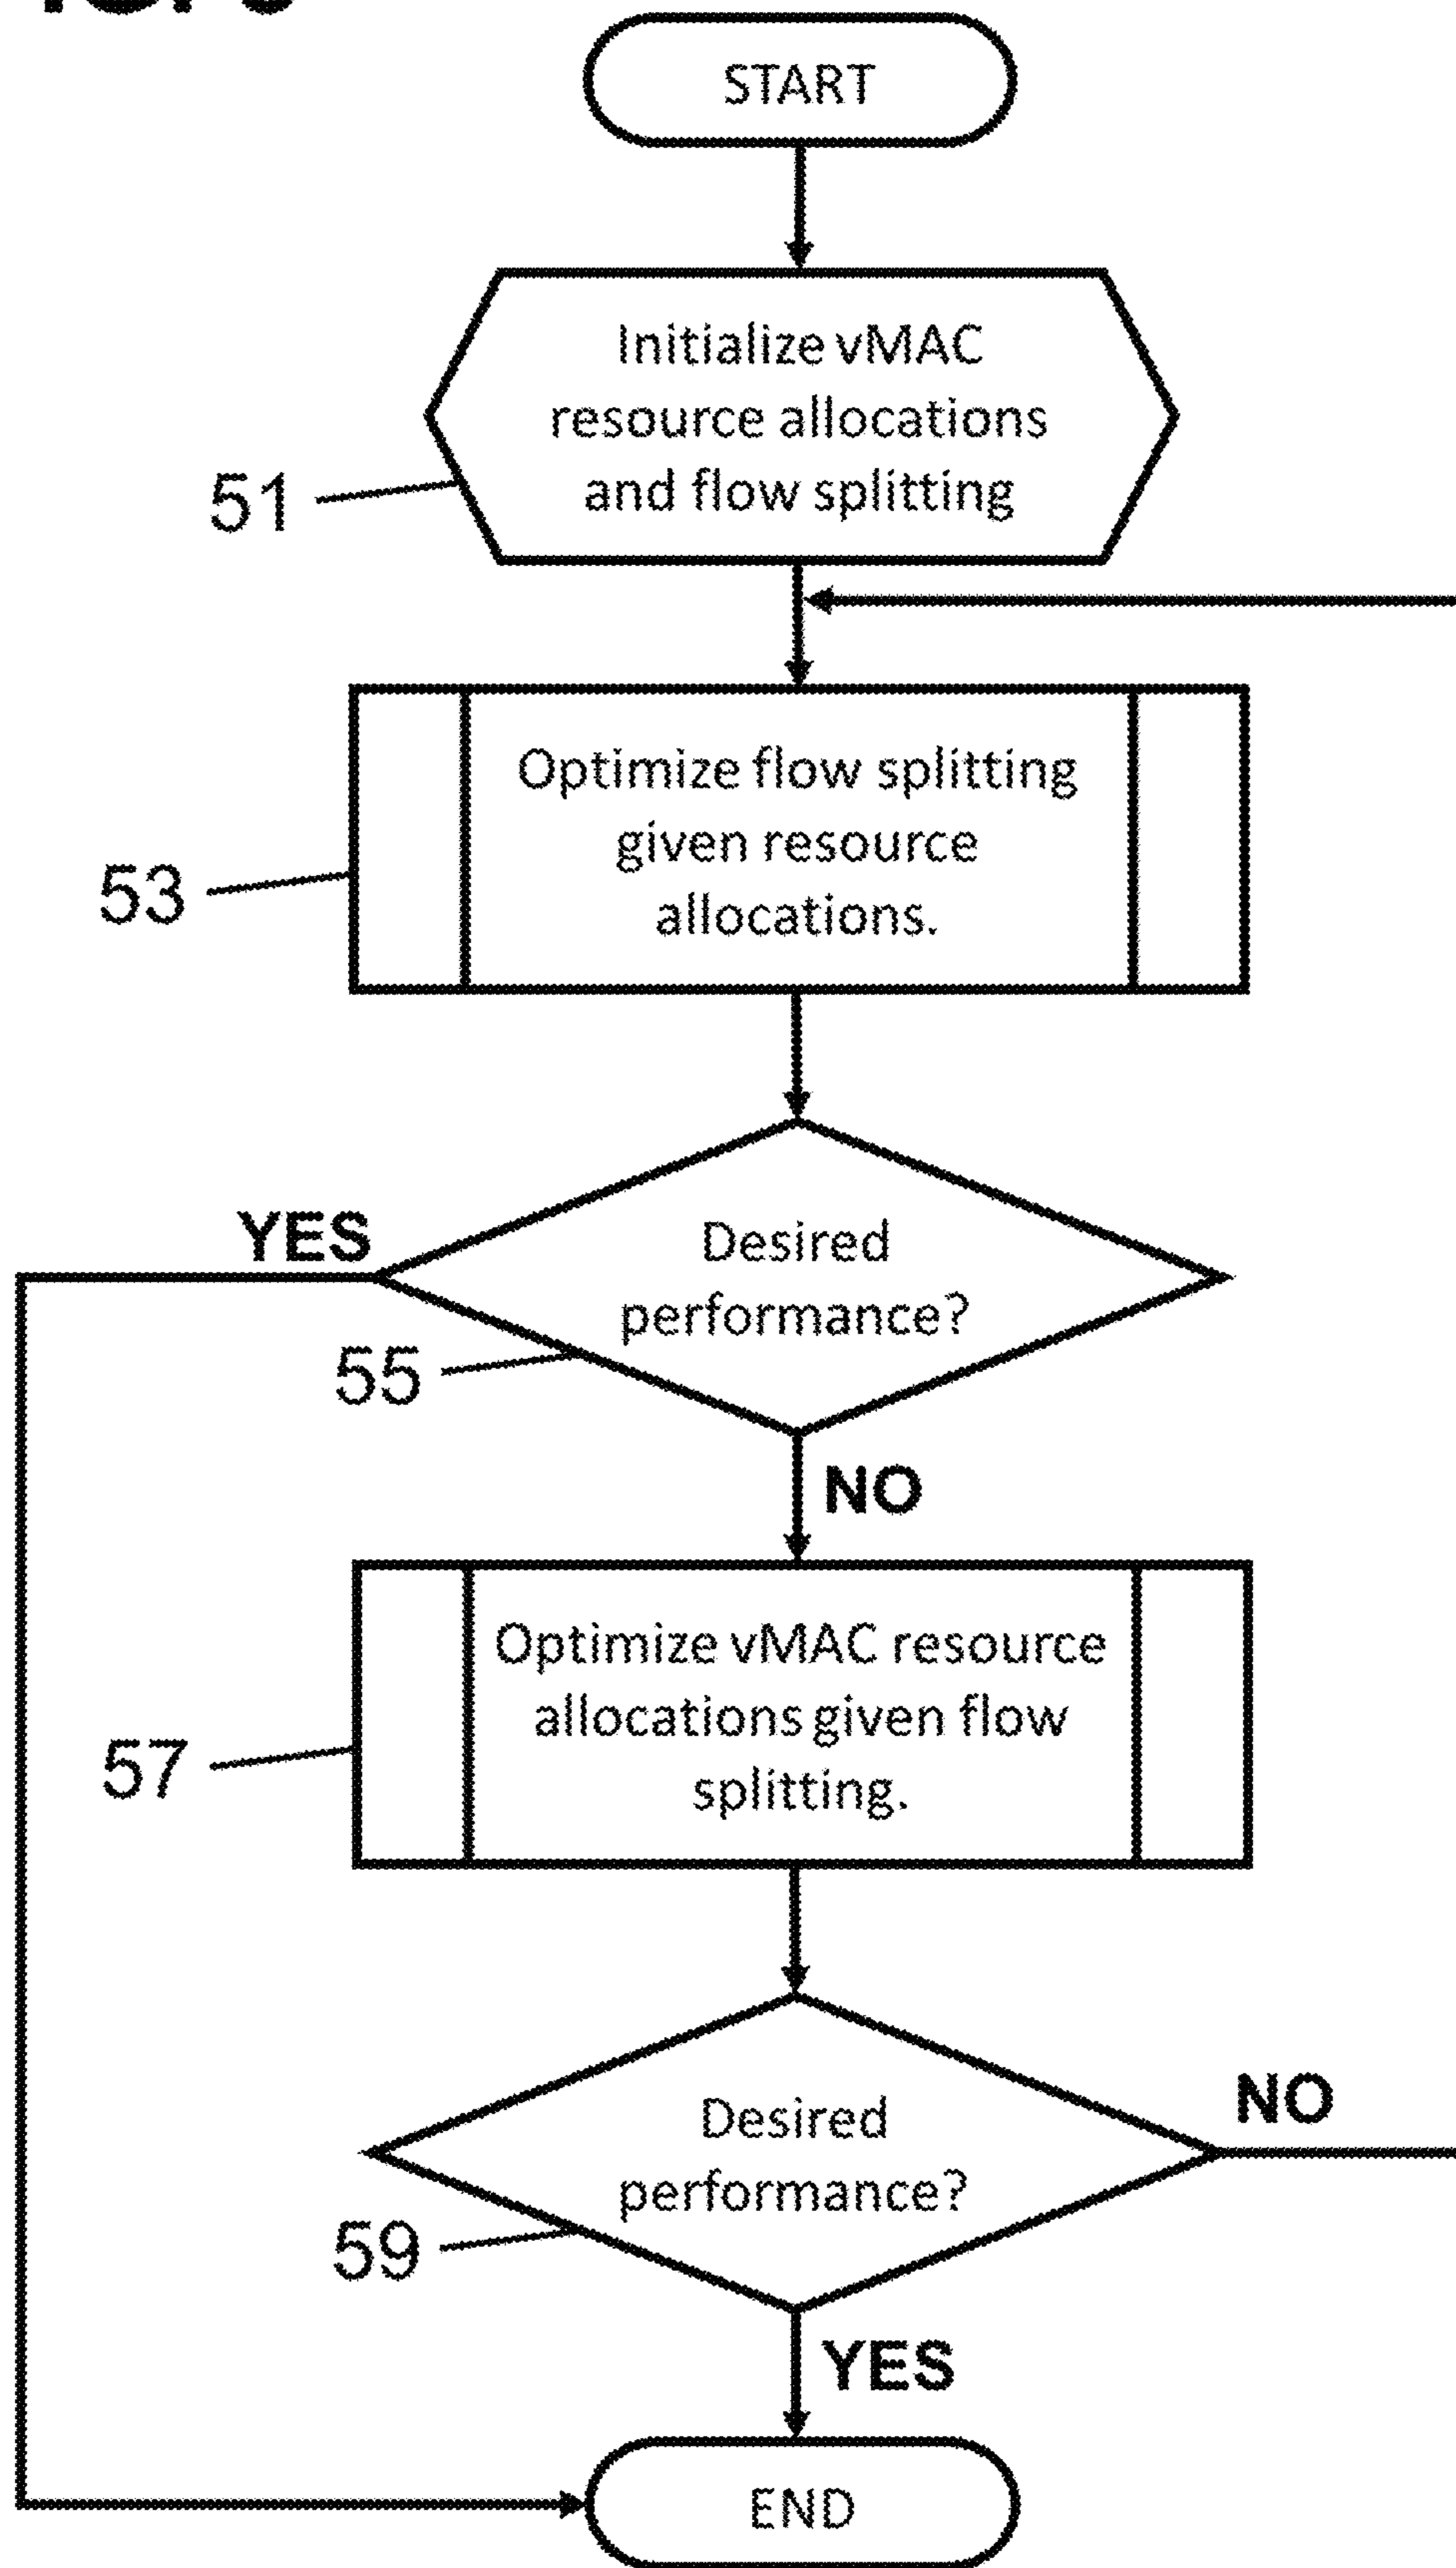 START
Initialize vMAC
resource allocations
and flow splitting
51
Optimize flow splitting
given resource
allocations.
53
YES
Desired
performance?
55
NO
Optimize vMAC resource
allocations given flow
splitting.
57
NO
Desired
performance?
59
YES
END